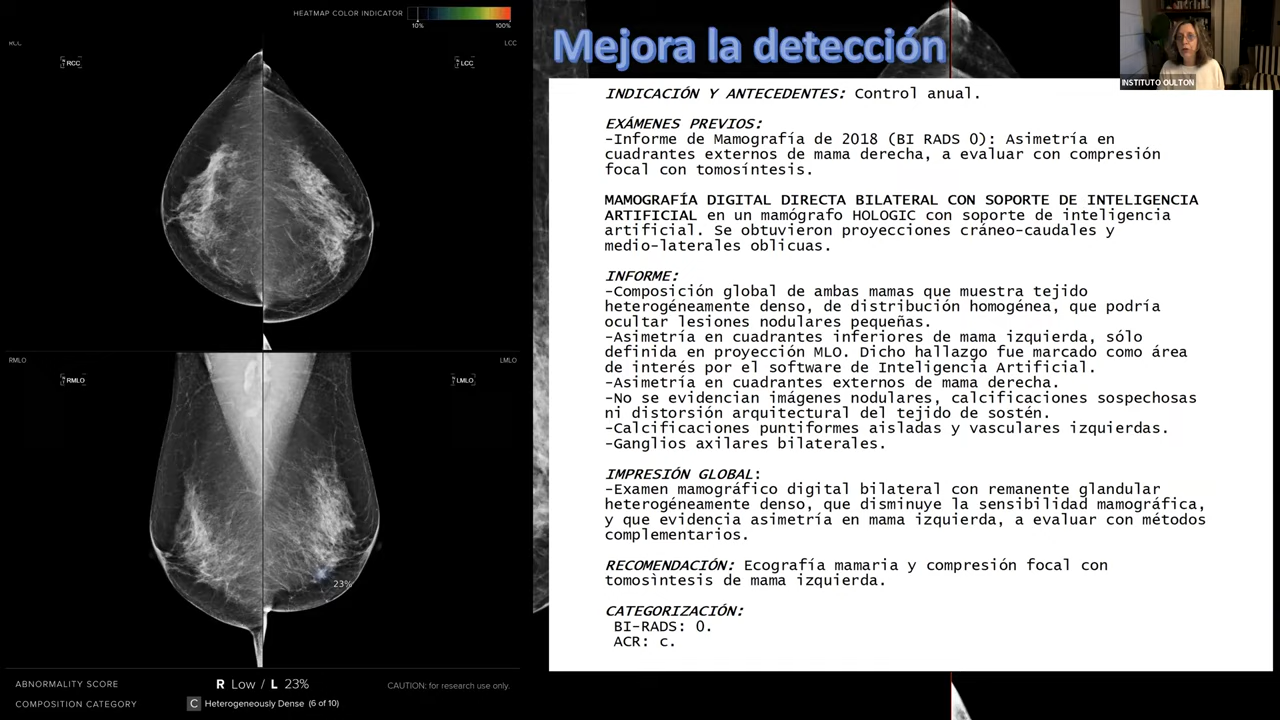 HEATMAP COLOR INDICATOR
10%
100%
RCC
LCC
RCC
LCC
RMLO
LMLO
RMLO
LMLO
23%
ABNORMALITY SCORE
R Low / L 23%
CAUTION: for research use only.
COMPOSITION CATEGORY
C Heterogeneously Dense (6 of 10)
Mejora la detección
INSTITUTO OULTON
INDICACIÓN Y ANTECEDENTES: Control anual.
EXÁMENES PREVIOS:
-Informe de Mamografía de 2018 (BI RADS 0): Asimetría en
cuadrantes externos de mama derecha, a evaluar con compresión
focal con tomosíntesis.
MAMOGRAFÍA DIGITAL DIRECTA BILATERAL CON SOPORTE DE INTELIGENCIA
ARTIFICIAL en un mamógrafo HOLOGIC con soporte de inteligencia
artificial. Se obtuvieron proyecciones cráneo-caudales y
medio-laterales oblicuas.
INFORME:
-Composición global de ambas mamas que muestra tejido
heterogéneamente denso, de distribución homogénea, que podría
ocultar lesiones nodulares pequeñas.
-Asimetría en cuadrantes inferiores de mama izquierda, sólo
definida en proyección MLO. Dicho hallazgo fue marcado como área
de interés por el software de Inteligencia Artificial.
-Asimetría en cuadrantes externos de mama derecha.
-No se evidencian imágenes nodulares, calcificaciones sospechosas
ni distorsión arquitectural del tejido de sostén.
-Calcificaciones puntiformes aisladas y vasculares izquierdas.
-Ganglios axilares bilaterales.
IMPRESIÓN GLOBAL:
-Examen mamográfico digital bilateral con remanente glandular
heterogéneamente denso, que disminuye la sensibilidad mamográfica,
y que evidencia asimetría en mama izquierda, a evaluar con métodos
complementarios.
RECOMENDACIÓN: Ecografía mamaria y compresión focal con
tomosìntesis de mama izquierda.
CATEGORIZACIÓN:
BI-RADS: 0.
ACR: c.